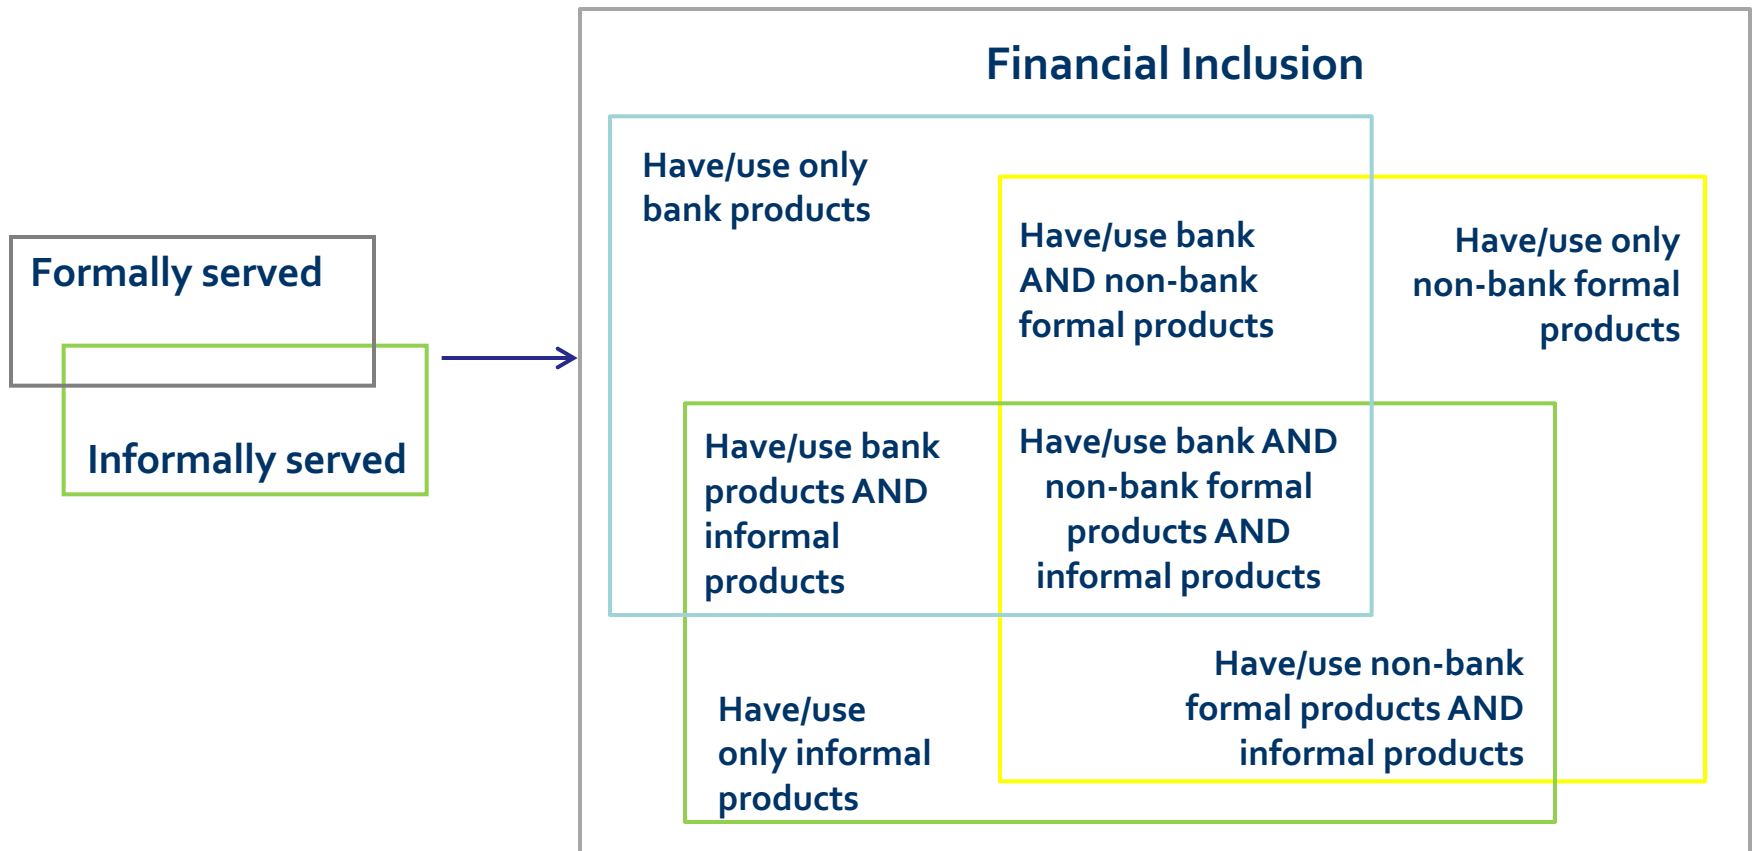 Financial Inclusion
Formally served
Informally served
Have/use only
bank products
Have/use bank
AND non-bank
formal products
Have/use only
non-bank formal
products
Have/use bank
products AND
informal
products
Have/use bank AND
non-bank formal
products AND
informal products
Have/use
only informal
products
Have/use non-bank
formal products AND
informal products